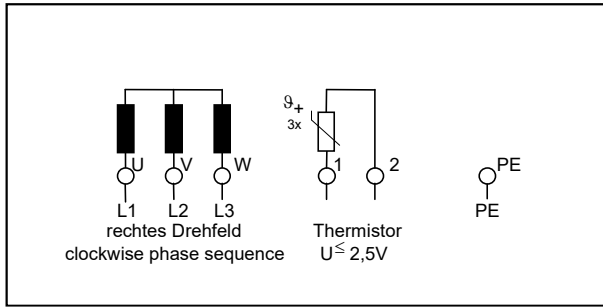 ϑ+
3x
U V W 1 2 PE
L1 L2 L3 PE
rechtes Drehfeld Thermistor
clockwise phase sequence U≤ 2,5V